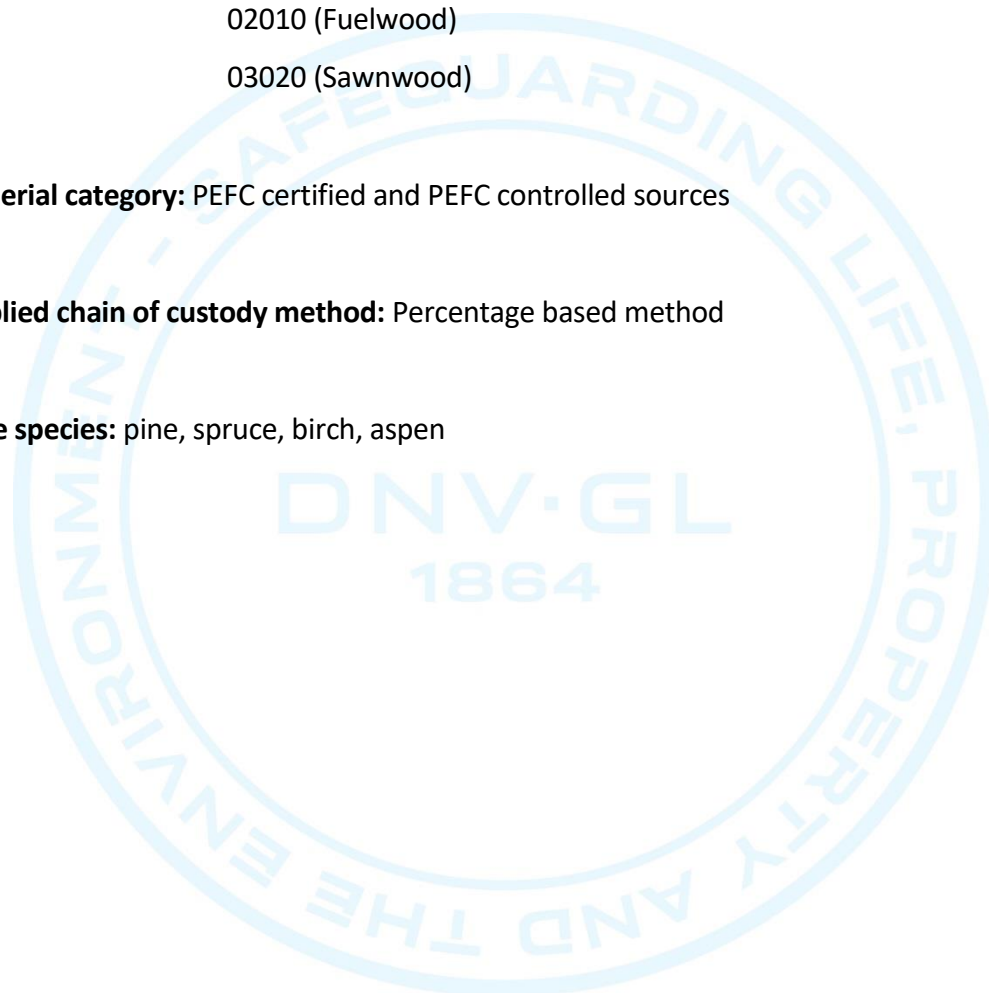 02010 (Fuelwood)
03020 (Sawnwood)
erial category: PEFC certified and PEFC controlled sources
plied chain of custody method: Percentage based method
e species: pine, spruce, birch, aspen
DNV·GL
1864
SAFEGUARDING LIFE, PROPERTY AND THE ENVIRONMENT -